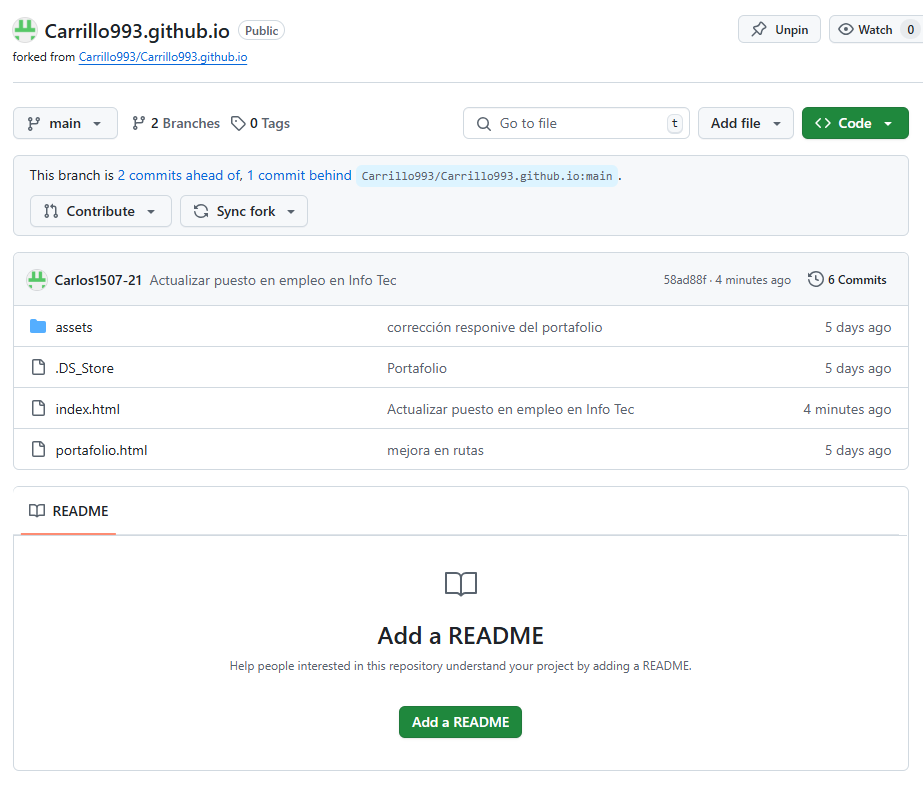 Carrillo993.github.io Public Unpin Watch 0
forked from Carrillo993/Carrillo993.github.io
main 2 Branches 0 Tags Go to file t Add file Code
This branch is 2 commits ahead of, 1 commit behind Carrillo993/Carrillo993.github.io:main .
Contribute Sync fork
Carlos1507-21 Actualizar puesto en empleo en Info Tec 58ad88f · 4 minutes ago 6 Commits
assets corrección responive del portafolio 5 days ago
.DS_Store Portafolio 5 days ago
index.html Actualizar puesto en empleo en Info Tec 4 minutes ago
portafolio.html mejora en rutas 5 days ago
README
Add a README
Help people interested in this repository understand your project by adding a README.
Add a README